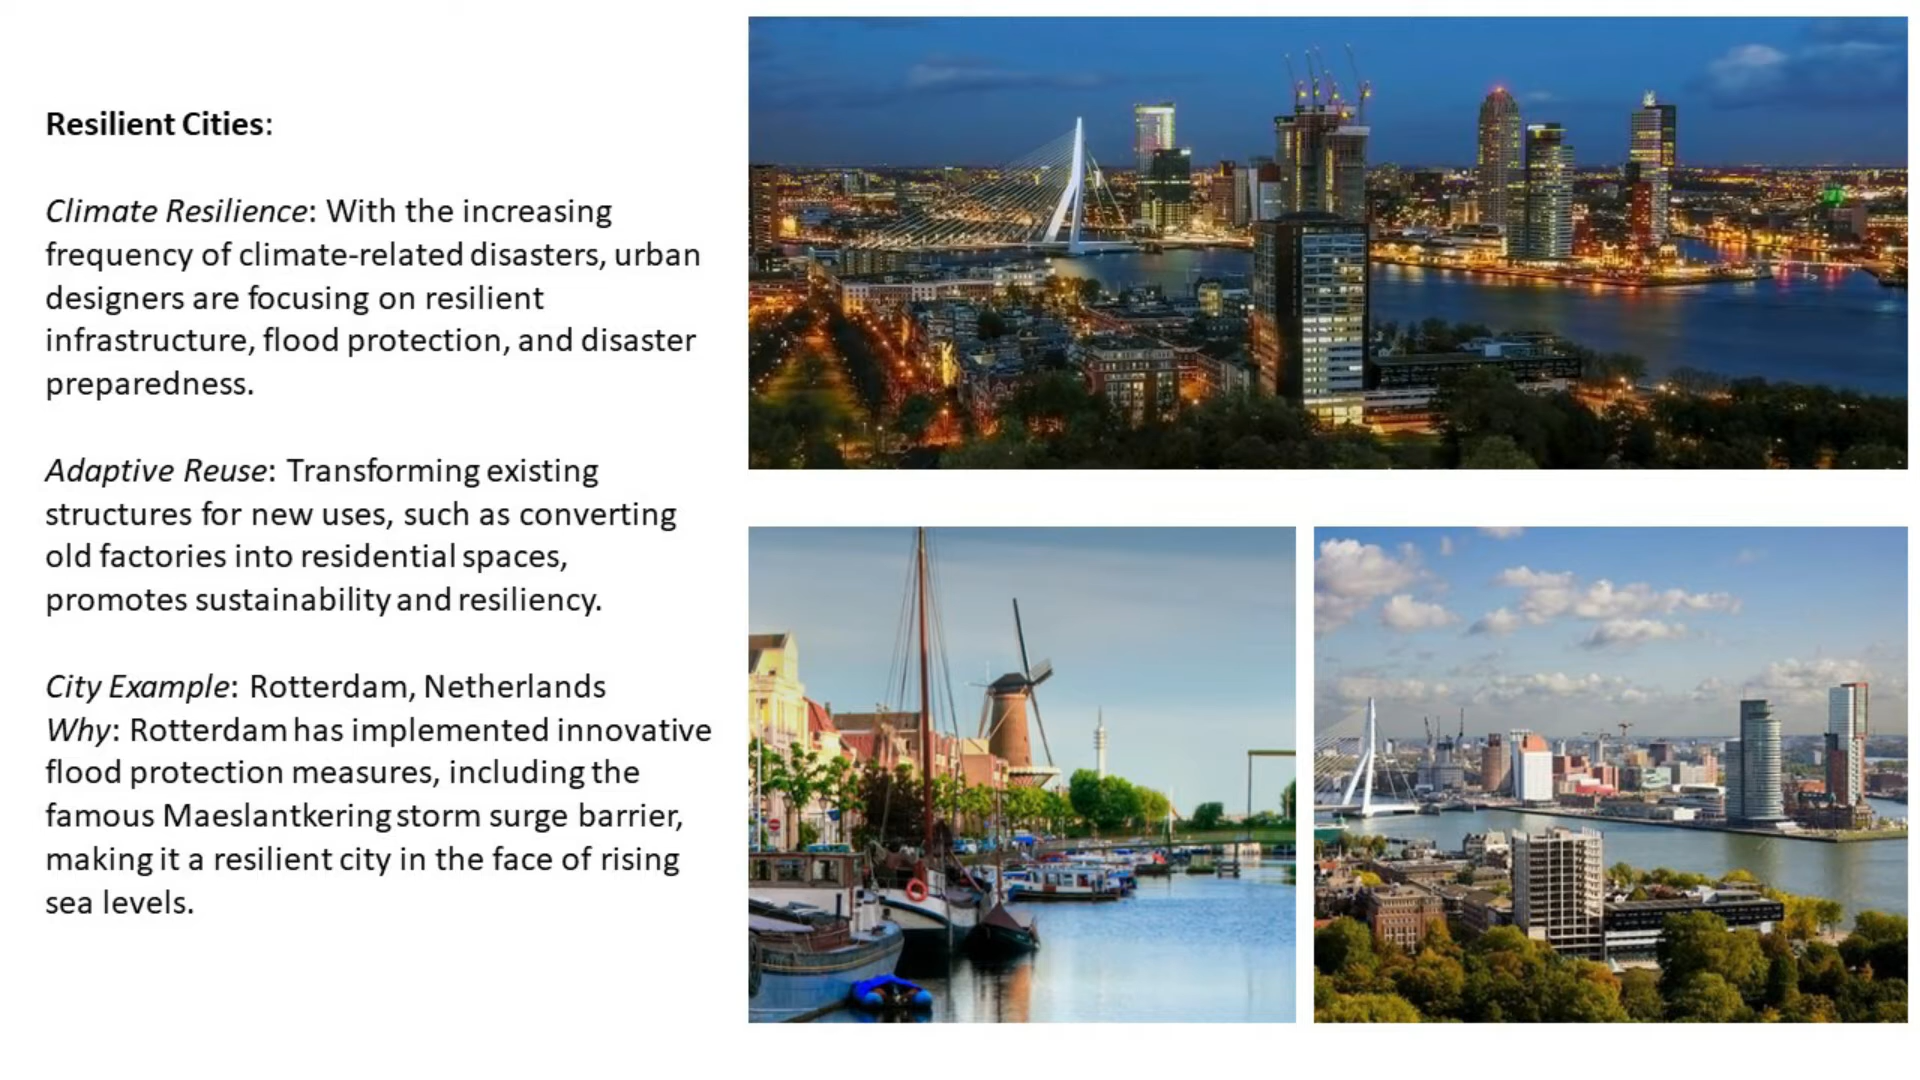 Resilient Cities:
Climate Resilience: With the increasing
frequency of climate-related disasters, urban
designers are focusing on resilient
infrastructure, flood protection, and disaster
preparedness.
Adaptive Reuse: Transforming existing
structures for new uses, such as converting
old factories into residential spaces,
promotes sustainability and resiliency.
City Example: Rotterdam, Netherlands
Why: Rotterdam has implemented innovative
flood protection measures, including the
famous Maeslantkering storm surge barrier,
making it a resilient city in the face of rising
sea levels.